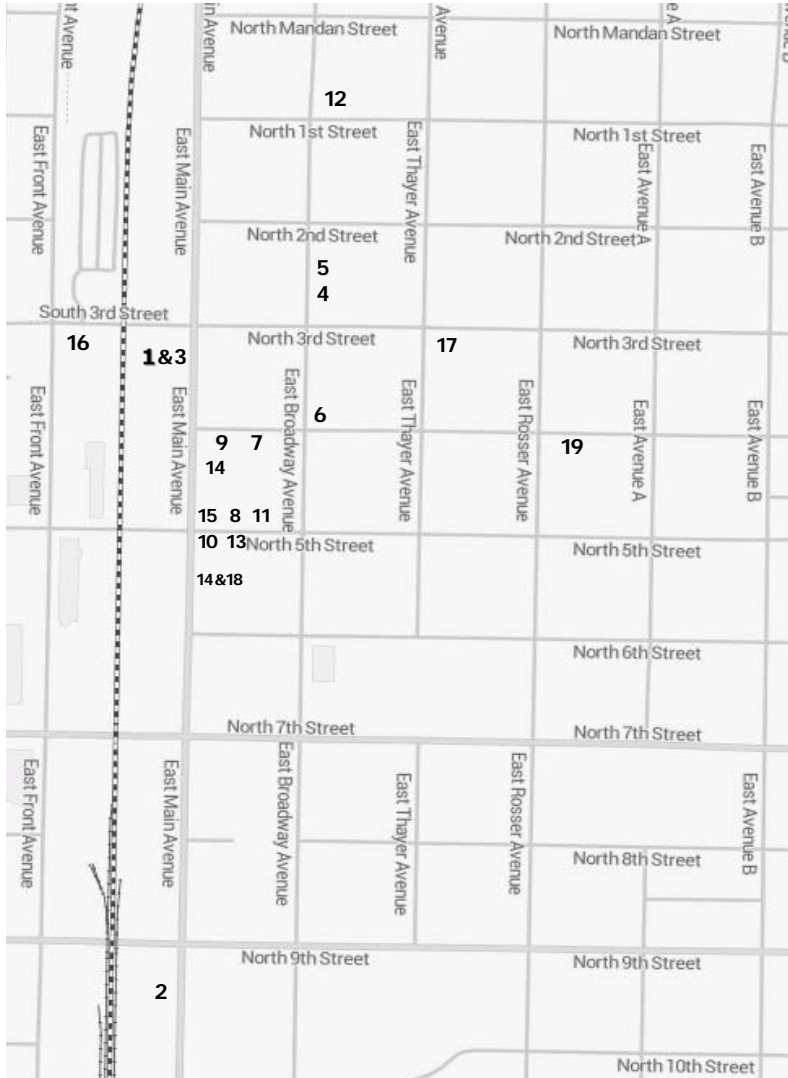 nt Avenue
in Avenue
North Mandan Street
Avenue
e A
North Mandan Street
venue B
12
East Front Avenue
East Main Avenue
North 1st Street
East Thayer Avenue
North 1st Street
East Avenue A
East Avenue B
North 2nd Street
North 2nd Street
5
4
South 3rd Street
16
1&3
North 3rd Street
17
North 3rd Street
East Front Avenue
East Main Avenue
East Broadway Avenue
6
East Thayer Avenue
East Rosser Avenue
East Avenue A
East Avenue B
9 7
19
14
15 8 11
10 13
North 5th Street
North 5th Street
14&18
North 6th Street
North 7th Street
North 7th Street
East Front Avenue
East Main Avenue
East Broadway Avenue
East Thayer Avenue
East Rosser Avenue
East Avenue B
North 8th Street
North 9th Street
North 9th Street
2
North 10th Street